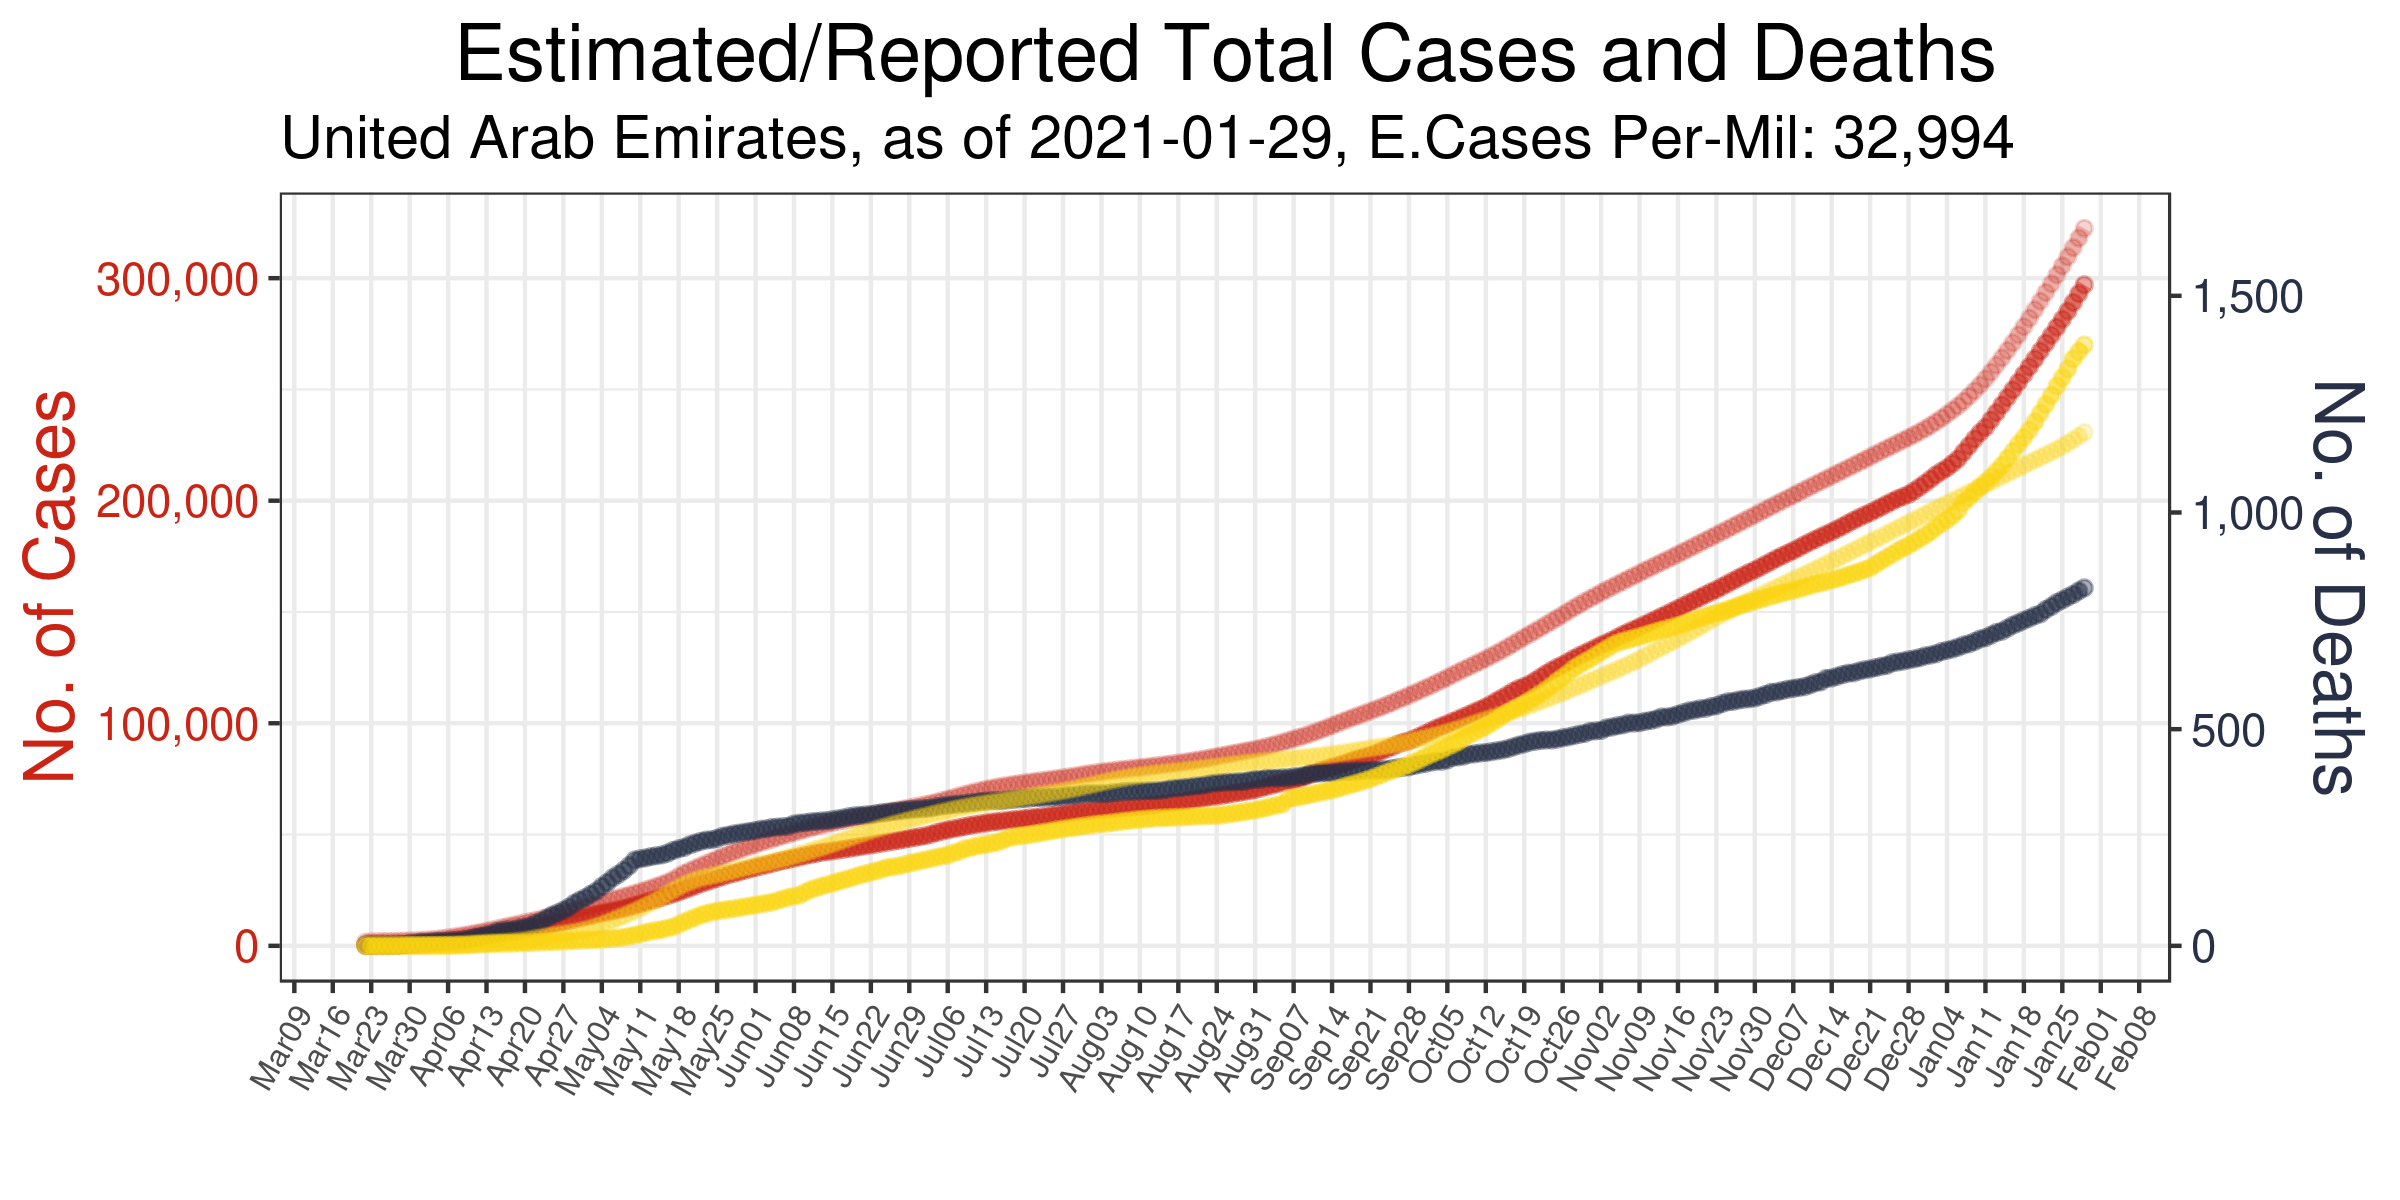 Estimated/Reported Total Cases and Deaths
United Arab Emirates, as of 2021-01-29, E.Cases Per-Mil: 32,994
No. of Cases
300,000
200,000
100,000
0
1,500
1,000
500
0
No. of Deaths
Mar09 Mar16 Mar23 Mar30 Apr06 Apr13 Apr20 Apr27 May04 May11 May18 May25 Jun01 Jun08 Jun15 Jun22 Jun29 Jul06 Jul13 Jul20 Jul27 Aug03 Aug10 Aug17 Aug24 Aug31 Sep07 Sep14 Sep21 Sep28 Oct05 Oct12 Oct19 Oct26 Nov02 Nov09 Nov16 Nov23 Nov30 Dec07 Dec14 Dec21 Dec28 Jan04 Jan11 Jan18 Jan25 Feb01 Feb08